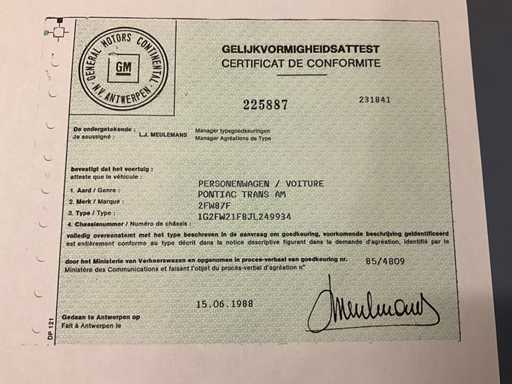 GENERAL MOTORS CONTINENTAL
N.V. ANTWERPEN
GM
GELIJKVORMIGHEIDSATTEST
CERTIFICAT DE CONFORMITE
225887
231841
De ondergetekende :
Je soussigné :
L.J. MEULEMANS
Manager typegoedkeuringen
Manager Agréations de Type
bevestigt dat het voertuig :
atteste que le véhicule :
1. Aard / Genre : PERSONENWAGEN / VOITURE
2. Merk / Marque : PONTIAC TRANS AM
3. Type / Type : 2FW87F
4. Chassisnummer / Numéro de châssis : 1G2FW21F8JL249934
volledig overeenstemt met het type beschreven in de aanvraag om goedkeuring, voorkomende beschrijving geïdentificeerd
est entièrement conforme au type décrit dans la notice descriptive figurant dans la demande d'agréation, identifié par le
door het Ministerie van Verkeerswezen en opgenomen in proces-verbaal van goedkeuring nr.
Ministère des Communications et faisant l'objet du procès-verbal d'agréation n° 85/4809
15.06.1988
Gedaan te Antwerpen op
Fait à Antwerpen le
Meulemans
DP 121